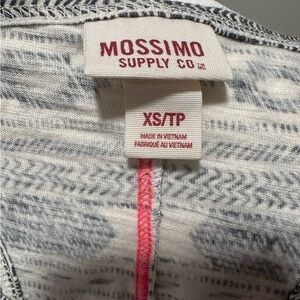 MOSSIMO
SUPPLY CO
XS/TP
MADE IN VIETNAM
FABRIQUÉ AU VIETNAM